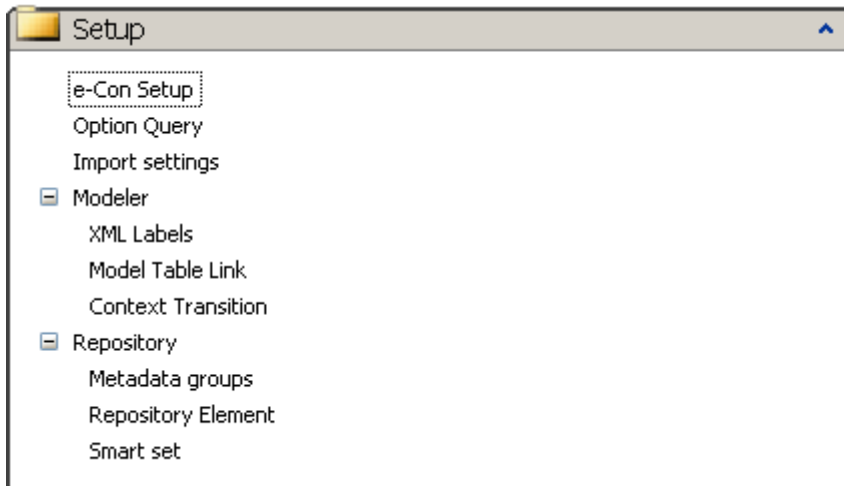 Setup
e-Con Setup
Option Query
Import settings
Modeler
XML Labels
Model Table Link
Context Transition
Repository
Metadata groups
Repository Element
Smart set